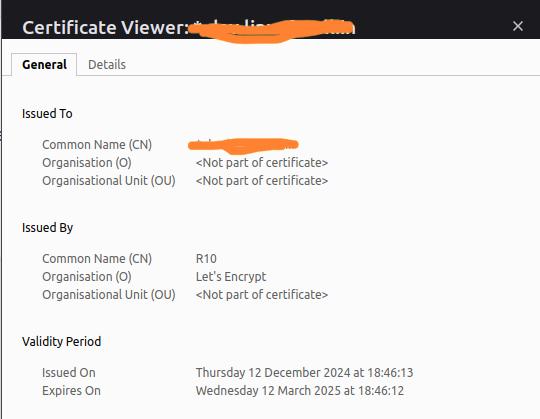 Certificate Viewer:
General Details
Issued To
Common Name (CN)
Organisation (O) <Not part of certificate>
Organisational Unit (OU) <Not part of certificate>
Issued By
Common Name (CN) R10
Organisation (O) Let's Encrypt
Organisational Unit (OU) <Not part of certificate>
Validity Period
Issued On Thursday 12 December 2024 at 18:46:13
Expires On Wednesday 12 March 2025 at 18:46:12